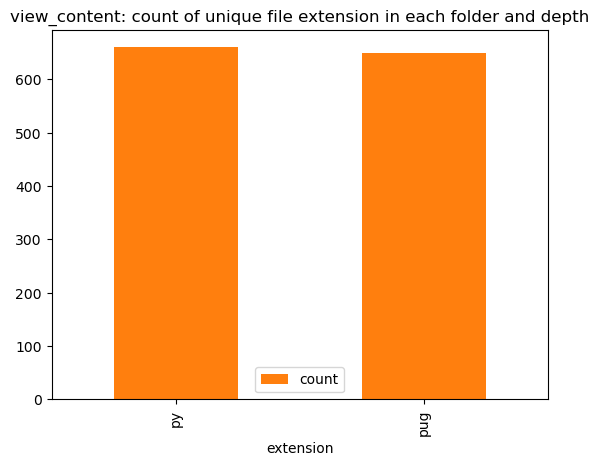 view_content: count of unique file extension in each folder and depth
600
500
400
300
200
100
0
count
py
pug
extension